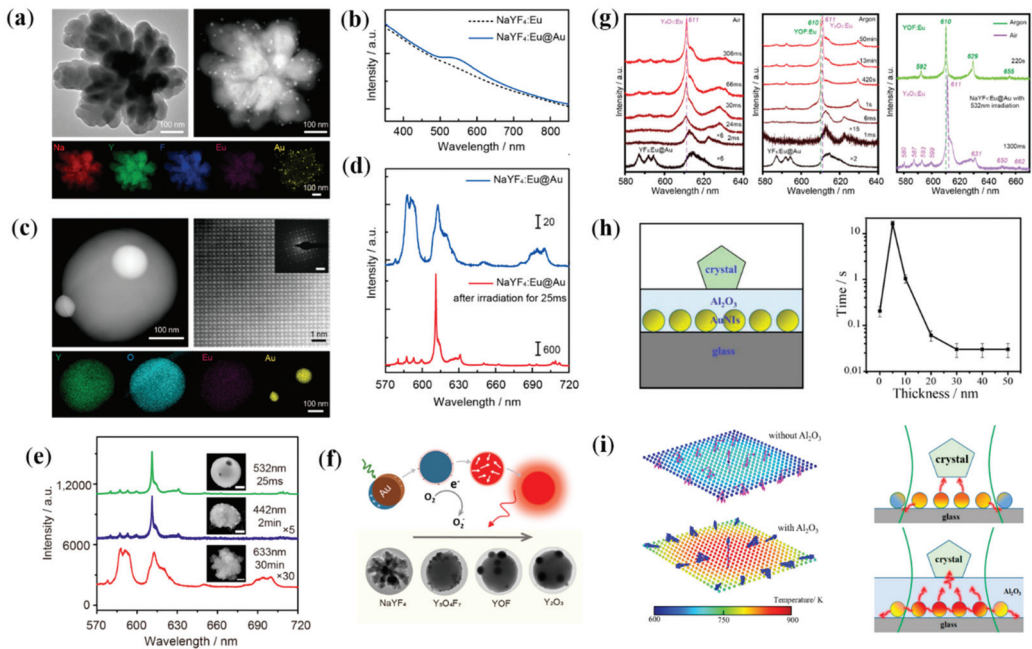 (a)
100 nm
100 nm
Na
Y
F
Eu
Au
100 nm
(b)
Intensity / a.u.
NaYF₄:Eu
NaYF₄:Eu@Au
400 500 600 700 800
Wavelength / nm
(c)
100 nm
1 nm
Y
O
Eu
Au
100 nm
(d)
Intensity / a.u.
NaYF₄:Eu@Au
20
NaYF₄:Eu@Au
after irradiation for 25ms
600
570 600 630 660 690 720
Wavelength / nm
(e)
Intensity / a.u.
1,2000
6000
0
532nm
25ms
442nm
2min
×5
633nm
30min
×30
570 600 630 660 690 720
Wavelength / nm
(f)
Au
e⁻
O₂
O₂⁻
NaYF₄
Y₅O₄F₇
YOF
Y₂O₃
(g)
Intensity / a.u.
Y₂O₃:Eu
611
Air
306ms
66ms
30ms
24ms
×6
2ms
YF₃:Eu@Au
×6
580 600 620 640
Wavelength / nm
Intensity / a.u.
610
611
Argon
YOF:Eu
Y₂O₃:Eu
50min
13min
420s
1s
6ms
×15
1ms
YF₃:Eu@Au
×2
580 600 620 640
Wavelength / nm
Intensity / a.u.
YOF:Eu
610
Argon
Air
220s
592
629
655
Y₂O₃:Eu
611
NaYF₄:Eu@Au with
532nm irradiation
1300ms
580
587
593
599
631
650
662
580 600 620 640 660
Wavelength / nm
(h)
crystal
Al₂O₃
AuNIs
glass
Time / s
10
1
0.1
0.01
0 10 20 30 40 50
Thickness / nm
(i)
without Al₂O₃
with Al₂O₃
Temperature/ K
600 700 800 900
crystal
glass
crystal
Al₂O₃
glass